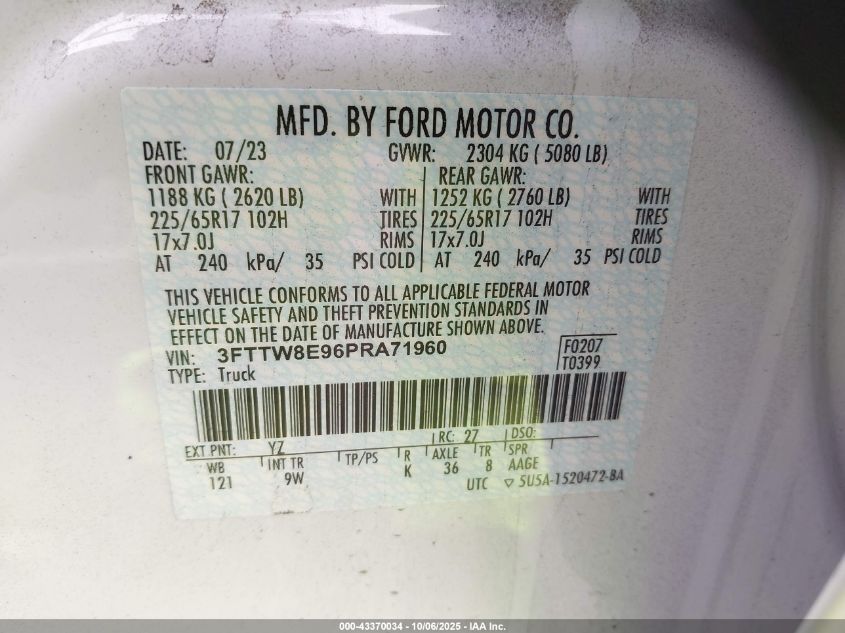 MFD. BY FORD MOTOR CO.
DATE: 07/23 GVWR: 2304 KG ( 5080 LB)
FRONT GAWR: REAR GAWR:
1188 KG ( 2620 LB) WITH 1252 KG ( 2760 LB) WITH
225/65R17 102H TIRES 225/65R17 102H TIRES
17x7.0J RIMS 17x7.0J RIMS
AT 240 kPa/ 35 PSI COLD AT 240 kPa/ 35 PSI COLD
THIS VEHICLE CONFORMS TO ALL APPLICABLE FEDERAL MOTOR
VEHICLE SAFETY AND THEFT PREVENTION STANDARDS IN
EFFECT ON THE DATE OF MANUFACTURE SHOWN ABOVE.
VIN: 3FTTW8E96PRA71960 F0207
TYPE: Truck T0399
EXT PNT: YZ RC: 27 DSO:
WB INT TR TP/PS R AXLE TR SPR
121 9W K 36 8 AAGE
UTC ▽ 5U5A-1520472-BA
000-43370034 - 10/06/2025 - IAA Inc.